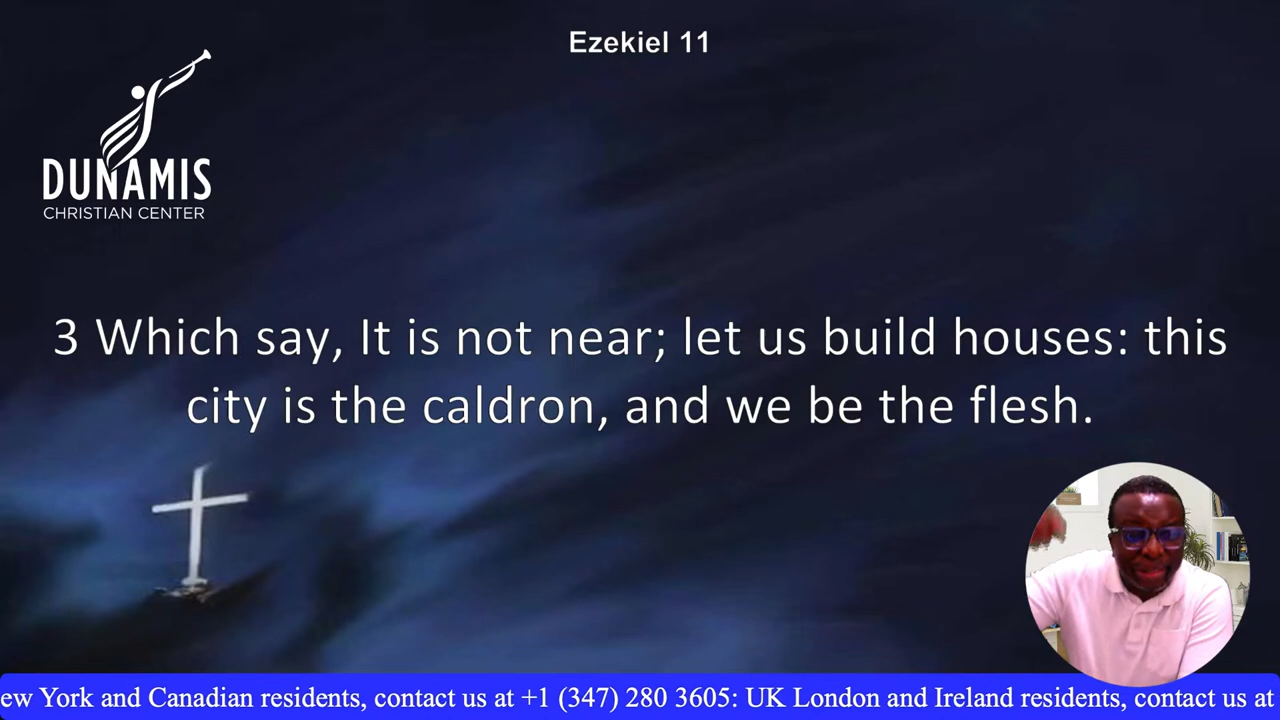 Ezekiel 11
DUNAMIS
CHRISTIAN CENTER
3 Which say, It is not near; let us build houses: this
city is the caldron, and we be the flesh.
ew York and Canadian residents, contact us at +1 (347) 280 3605: UK London and Ireland residents, contact us at